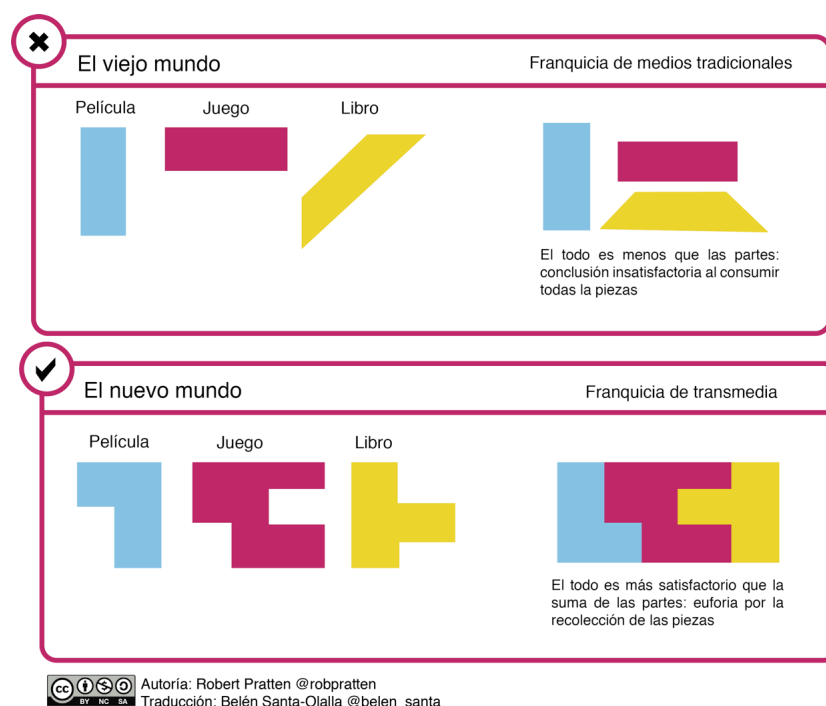 El viejo mundo
Franquicia de medios tradicionales
Película
Juego
Libro
El todo es menos que las partes:
conclusión insatisfactoria al consumir
todas la piezas
El nuevo mundo
Franquicia de transmedia
Película
Juego
Libro
El todo es más satisfactorio que la
suma de las partes: euforia por la
recolección de las piezas
cc BY NC SA
Autoría: Robert Pratten @robpratten
Traducción: Belén Santa-Olalla @belen_santa